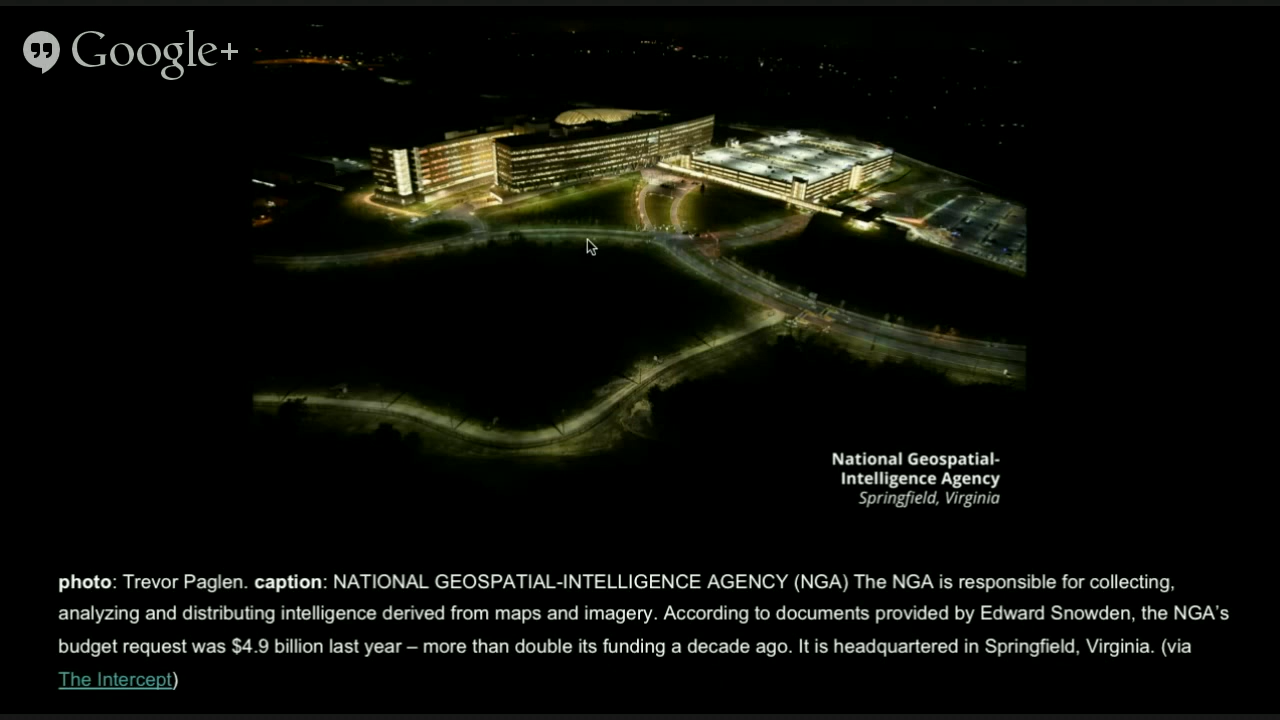 Google+
National Geospatial-
Intelligence Agency
Springfield, Virginia
photo: Trevor Paglen. caption: NATIONAL GEOSPATIAL-INTELLIGENCE AGENCY (NGA) The NGA is responsible for collecting,
analyzing and distributing intelligence derived from maps and imagery. According to documents provided by Edward Snowden, the NGA's
budget request was $4.9 billion last year – more than double its funding a decade ago. It is headquartered in Springfield, Virginia. (via
The Intercept)